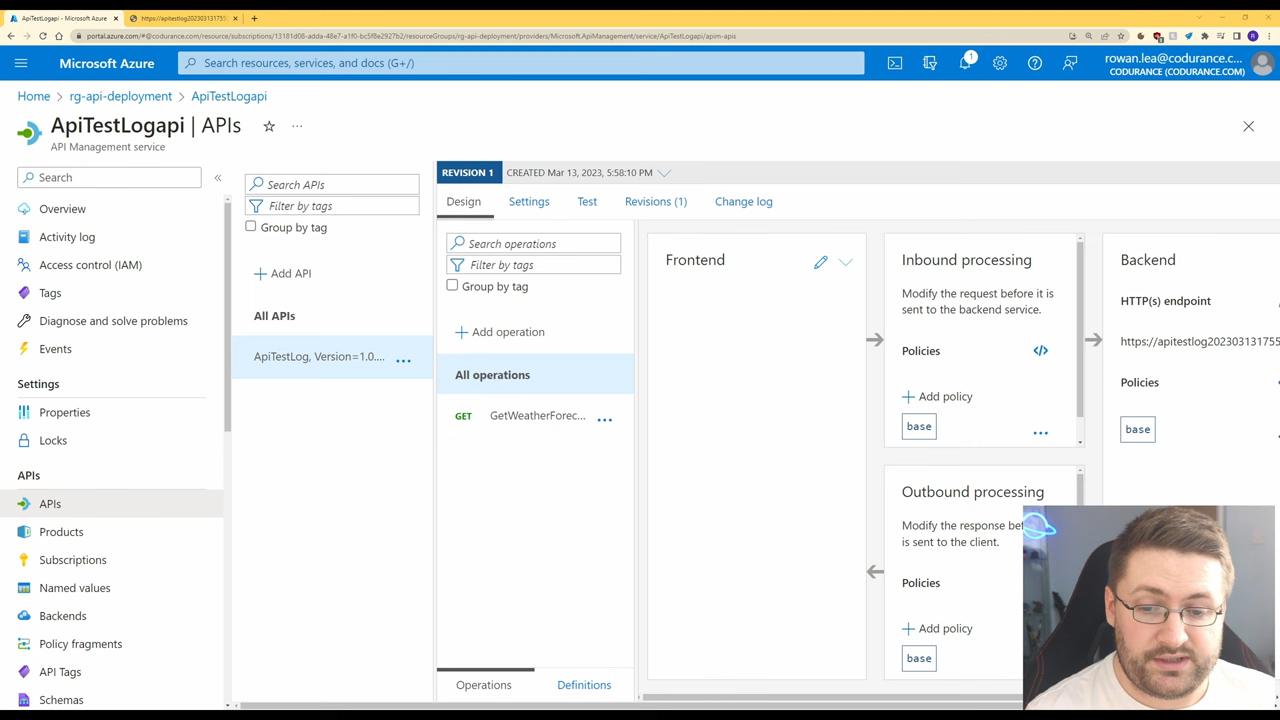 ApiTestLogapi - Microsoft Azure
https://apitestlog202303131755
portal.azure.com/#@codurance.com/resource/subscriptions/13181d08-adda-48e7-a1f0-bc5f8e2927b2/resourceGroups/rg-api-deployment/providers/Microsoft.ApiManagement/service/ApiTestLogapi/apim-apis
Microsoft Azure
Search resources, services, and docs (G+/)
1
rowan.lea@codurance.c...
CODURANCE (CODURANCE.COM)
Home > rg-api-deployment > ApiTestLogapi
ApiTestLogapi | APIs
API Management service
Search
Overview
Activity log
Access control (IAM)
Tags
Diagnose and solve problems
Events
Settings
Properties
Locks
APIs
APIs
Products
Subscriptions
Named values
Backends
Policy fragments
API Tags
Schemas
Search APIs
Filter by tags
Group by tag
Add API
All APIs
ApiTestLog, Version=1.0....
REVISION 1
CREATED Mar 13, 2023, 5:58:10 PM
Design
Settings
Test
Revisions (1)
Change log
Search operations
Filter by tags
Group by tag
Add operation
All operations
GET GetWeatherForec...
Operations
Definitions
Frontend
Inbound processing
Modify the request before it is
sent to the backend service.
Policies
</>
Add policy
base
Outbound processing
Modify the response bef
is sent to the client.
Policies
Add policy
base
Backend
HTTP(s) endpoint
https://apitestlog202303131755
Policies
base